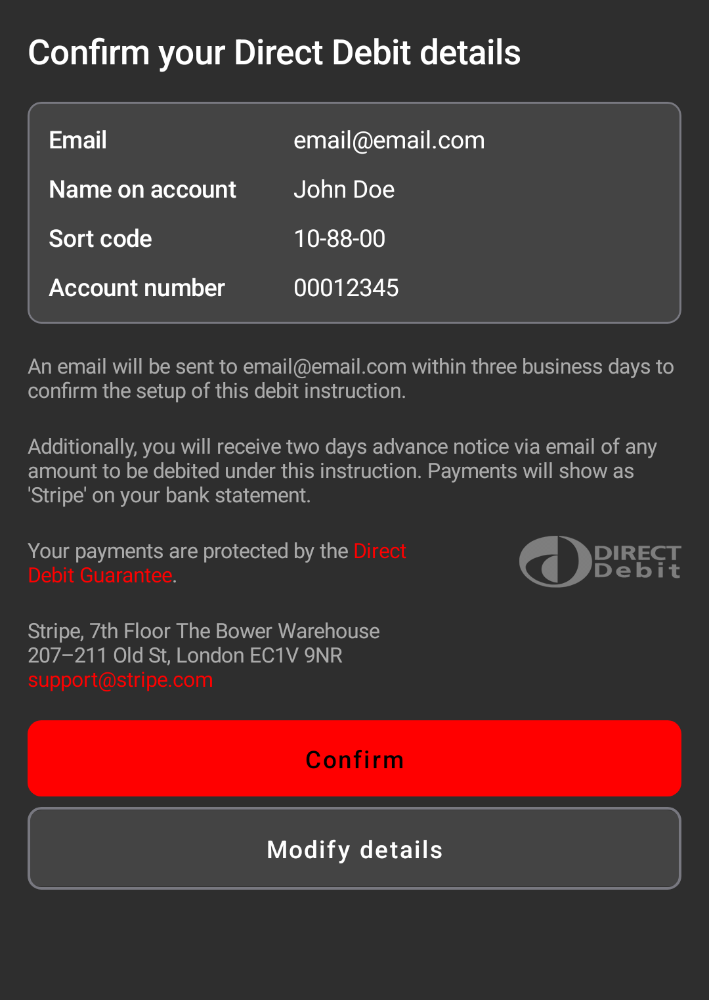 Confirm your Direct Debit details
Email email@email.com
Name on account John Doe
Sort code 10-88-00
Account number 00012345
An email will be sent to email@email.com within three business days to
confirm the setup of this debit instruction.
Additionally, you will receive two days advance notice via email of any
amount to be debited under this instruction. Payments will show as
'Stripe' on your bank statement.
Your payments are protected by the Direct
Debit Guarantee.
DIRECT
Debit
Stripe, 7th Floor The Bower Warehouse
207–211 Old St, London EC1V 9NR
support@stripe.com
Confirm
Modify details